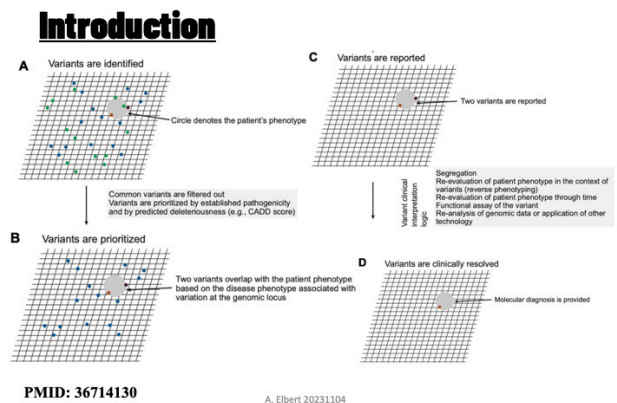 Introduction
A
Variants are identified
Circle denotes the patient's phenotype
Common variants are filtered out
Variants are prioritized by established pathogenicity
and by predicted deleteriousness (e.g., CADD score)
B
Variants are prioritized
Two variants overlap with the patient phenotype
based on the disease phenotype associated with
variation at the genomic locus
C
Variants are reported
Two variants are reported
Variant clinical
interpretation
logic
Segregation
Re-evaluation of patient phenotype in the context of
variants (reverse phenotyping)
Re-evaluation of patient phenotype through time
Functional assay of the variant
Re-analysis of genomic data or application of other
technology
D
Variants are clinically resolved
Molecular diagnosis is provided
PMID: 36714130
A. Elbert 20231104